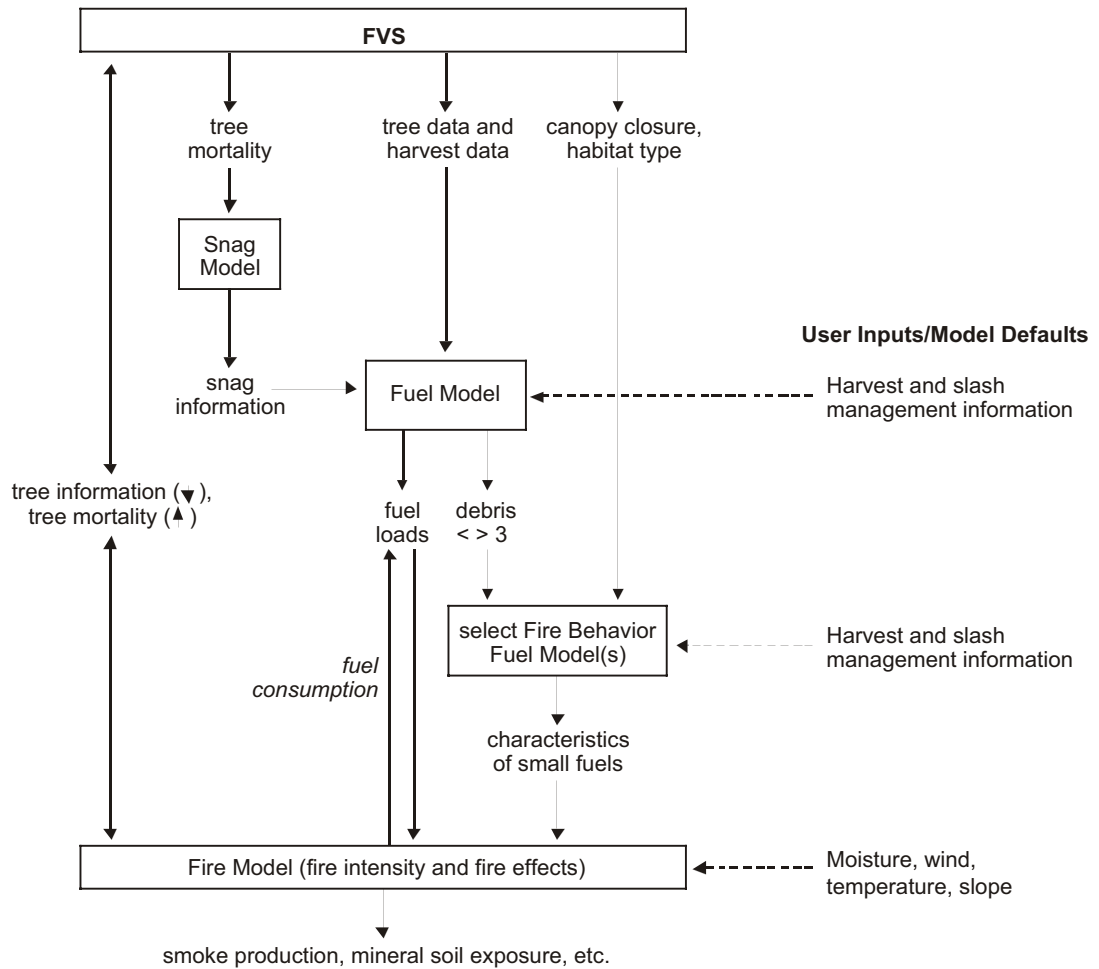 FVS
tree
mortality
tree data and
harvest data
canopy closure,
habitat type
Snag
Model
User Inputs/Model Defaults
snag
information
Fuel Model
Harvest and slash
management information
tree information (▼),
tree mortality (▲)
fuel
loads
debris
< > 3
select Fire Behavior
Fuel Model(s)
Harvest and slash
management information
fuel
consumption
characteristics
of small fuels
Fire Model (fire intensity and fire effects)
Moisture, wind,
temperature, slope
smoke production, mineral soil exposure, etc.